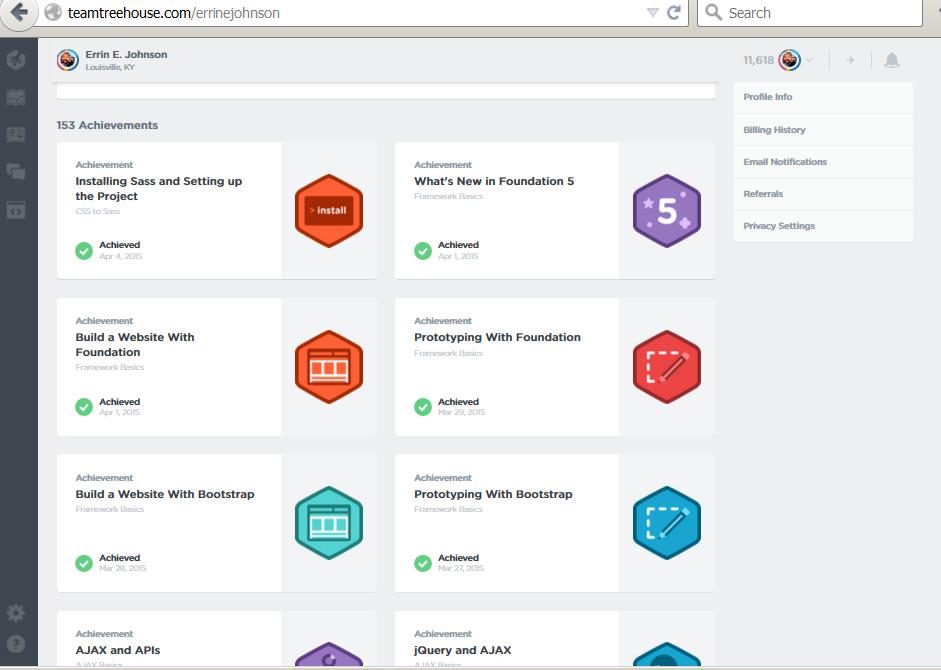 teamtreehouse.com/errinejohnson
Search
Errin E. Johnson
Louisville, KY
11,618
Profile Info
Billing History
Email Notifications
Referrals
Privacy Settings
153 Achievements
Achievement
Installing Sass and Setting up
the Project
CSS to Sass
Achieved
Apr 4, 2015
> install
Achievement
What's New in Foundation 5
Framework Basics
Achieved
Apr 1, 2015
5
Achievement
Build a Website With
Foundation
Framework Basics
Achieved
Apr 1, 2015
Achievement
Prototyping With Foundation
Framework Basics
Achieved
Mar 29, 2015
Achievement
Build a Website With Bootstrap
Framework Basics
Achieved
Mar 28, 2015
Achievement
Prototyping With Bootstrap
Framework Basics
Achieved
Mar 27, 2015
Achievement
AJAX and APIs
AJAX Basics
Achievement
jQuery and AJAX
AJAX Basics
?